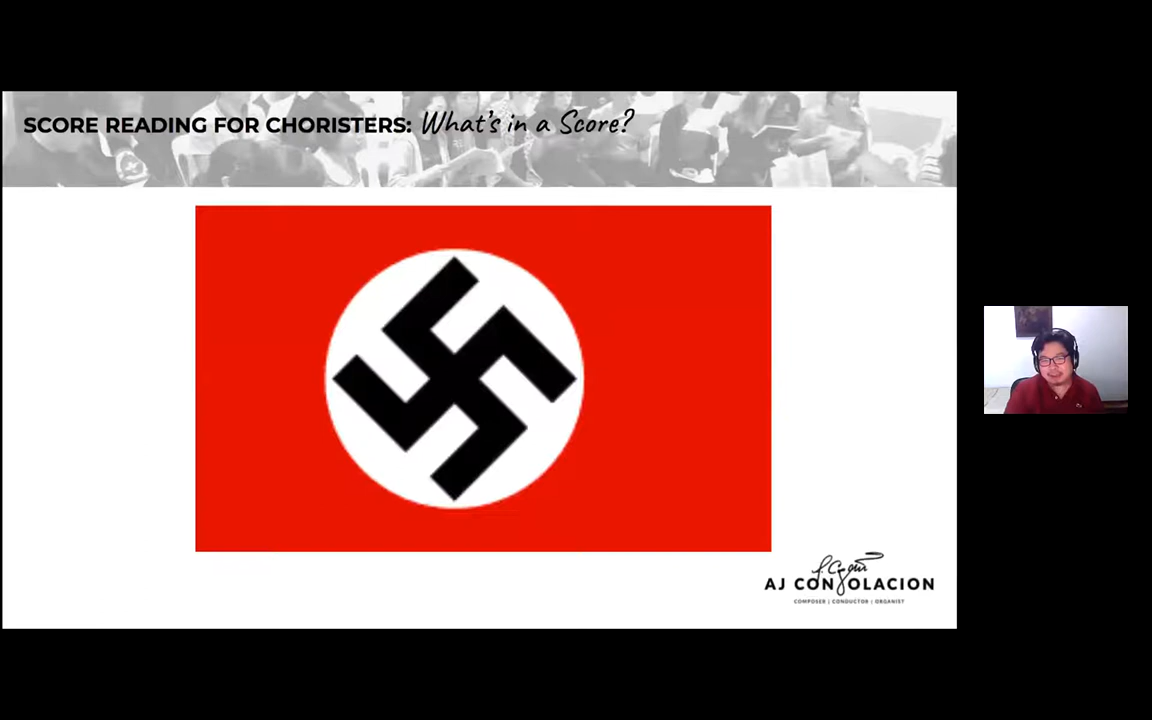 SCORE READING FOR CHORISTERS: What's in a Score?
AJ CONSOLACION
COMPOSER | CONDUCTOR | ORGANIST